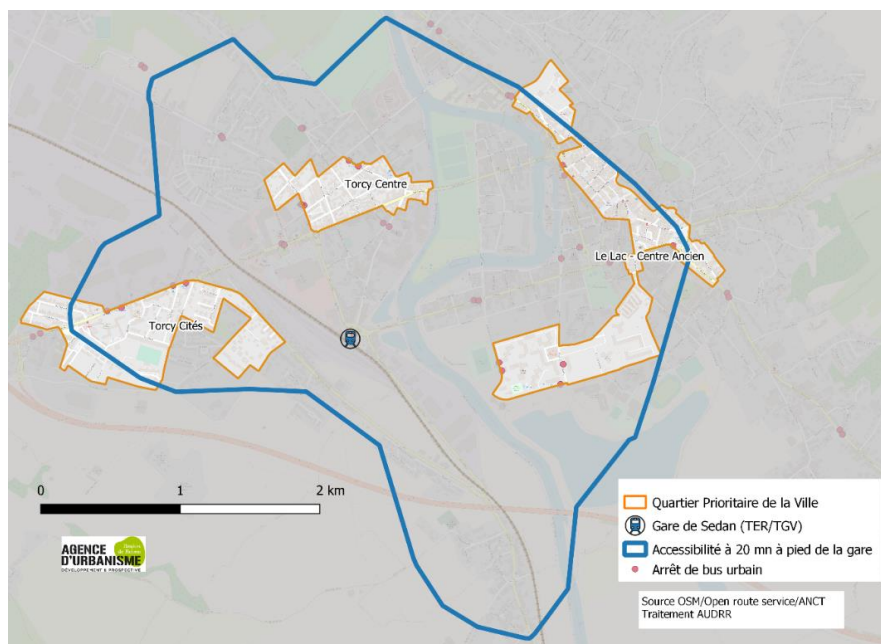 Torcy Centre
Le Lac - Centre Ancien
Torcy Cités
0 1 2 km
AGENCE
D'URBANISME
DÉVELOPPEMENT & PROSPECTIVE
Quartier Prioritaire de la Ville
Gare de Sedan (TER/TGV)
Accessibilité à 20 mn à pied de la gare
Arrêt de bus urbain
Source OSM/Open route service/ANCT
Traitement AUDRR